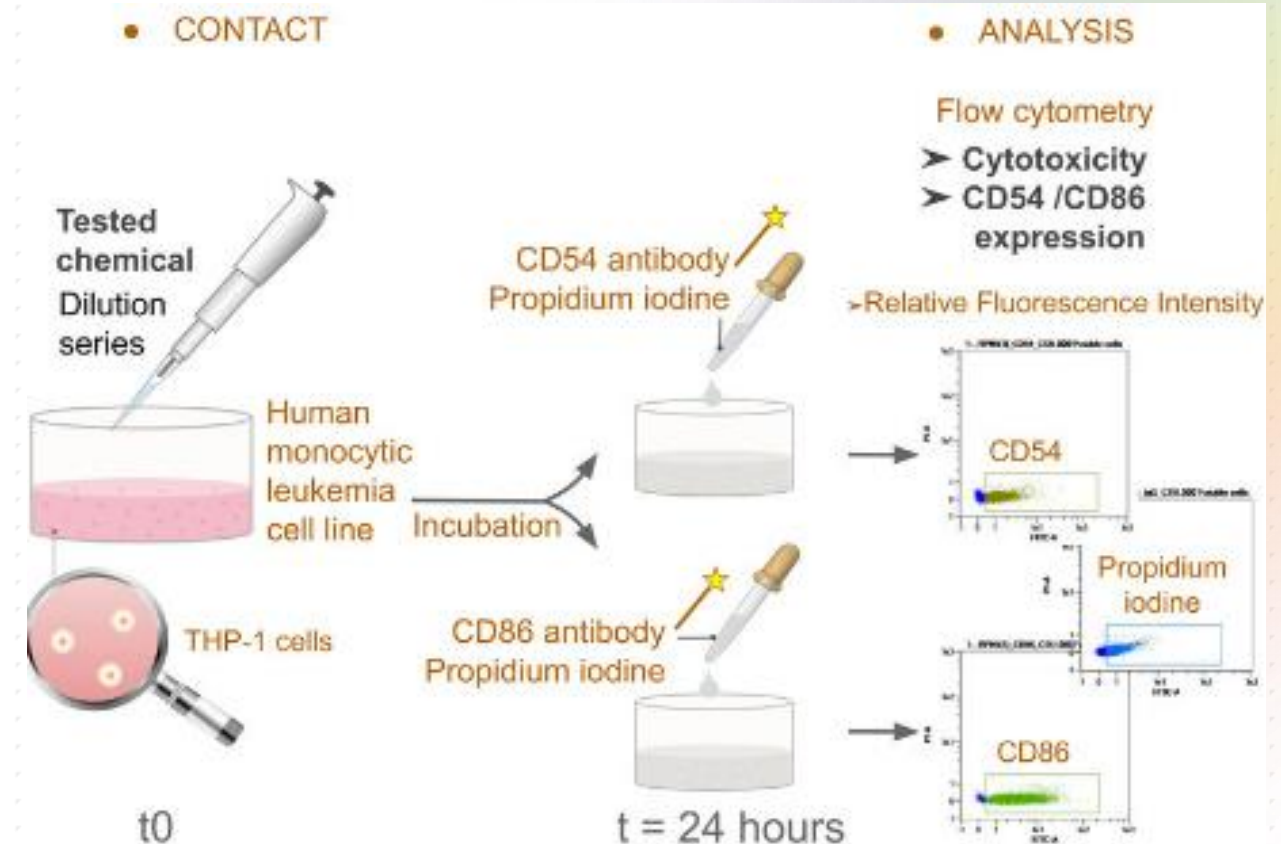 • CONTACT
Tested
chemical
Dilution
series
Human
monocytic
leukemia
cell line
Incubation
THP-1 cells
t0
CD54 antibody
Propidium iodine
CD86 antibody
Propidium iodine
t = 24 hours
• ANALYSIS
Flow cytometry
➤ Cytotoxicity
➤ CD54 /CD86
expression
➢Relative Fluorescence Intensity
CD54
Propidium
iodine
CD86